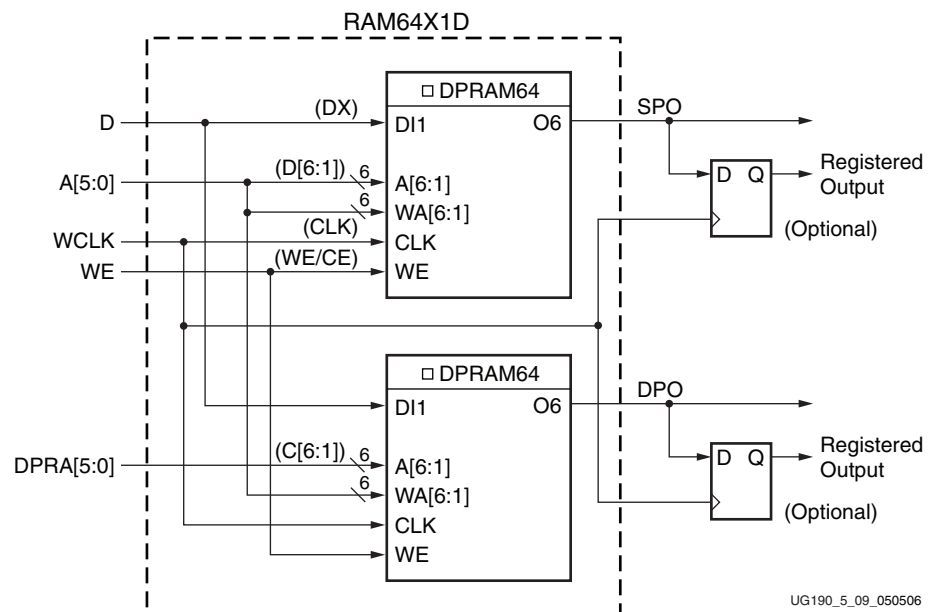 RAM64X1D
□ DPRAM64
D
(DX)
DI1
O6
SPO
A[5:0]
(D[6:1])
6
A[6:1]
6
WA[6:1]
WCLK
(CLK)
CLK
WE
(WE/CE)
WE
D Q
Registered
Output
(Optional)
□ DPRAM64
DI1
O6
DPO
DPRA[5:0]
(C[6:1])
6
A[6:1]
6
WA[6:1]
CLK
WE
D Q
Registered
Output
(Optional)
UG190_5_09_050506